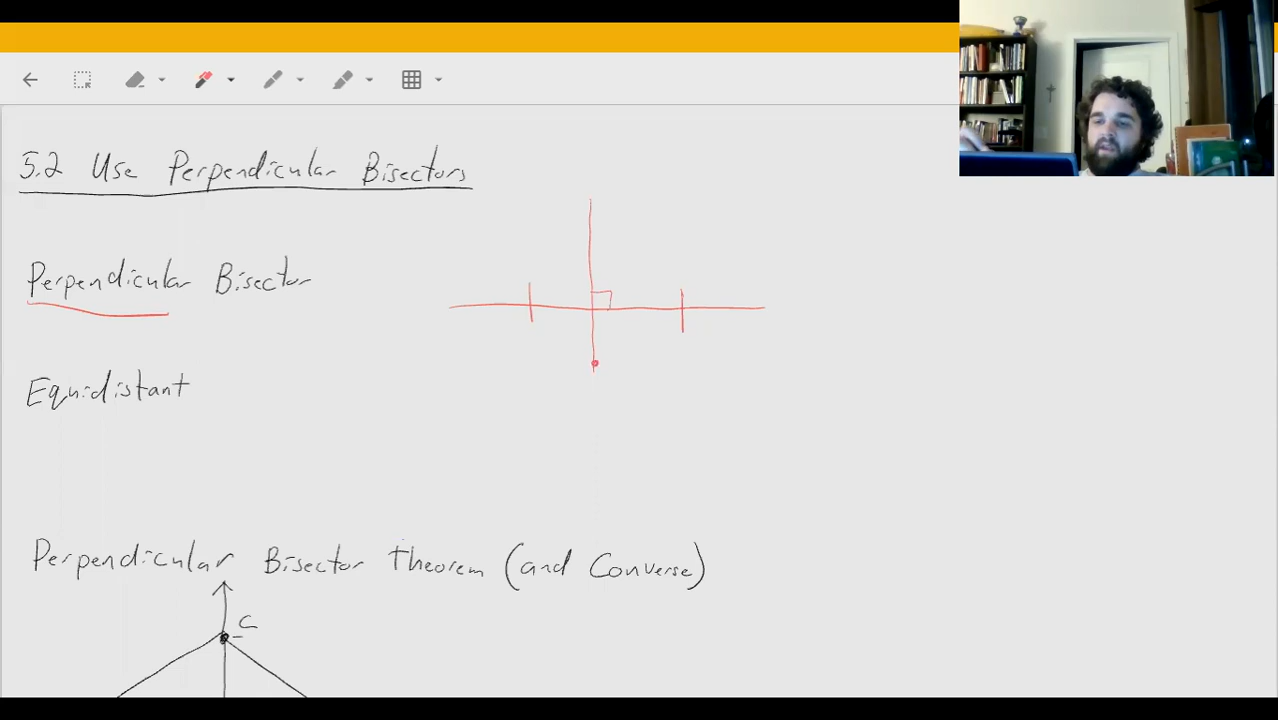 5.2 Use Perpendicular Bisectors
Perpendicular Bisector
Equidistant
Perpendicular Bisector Theorem (and Converse)
C